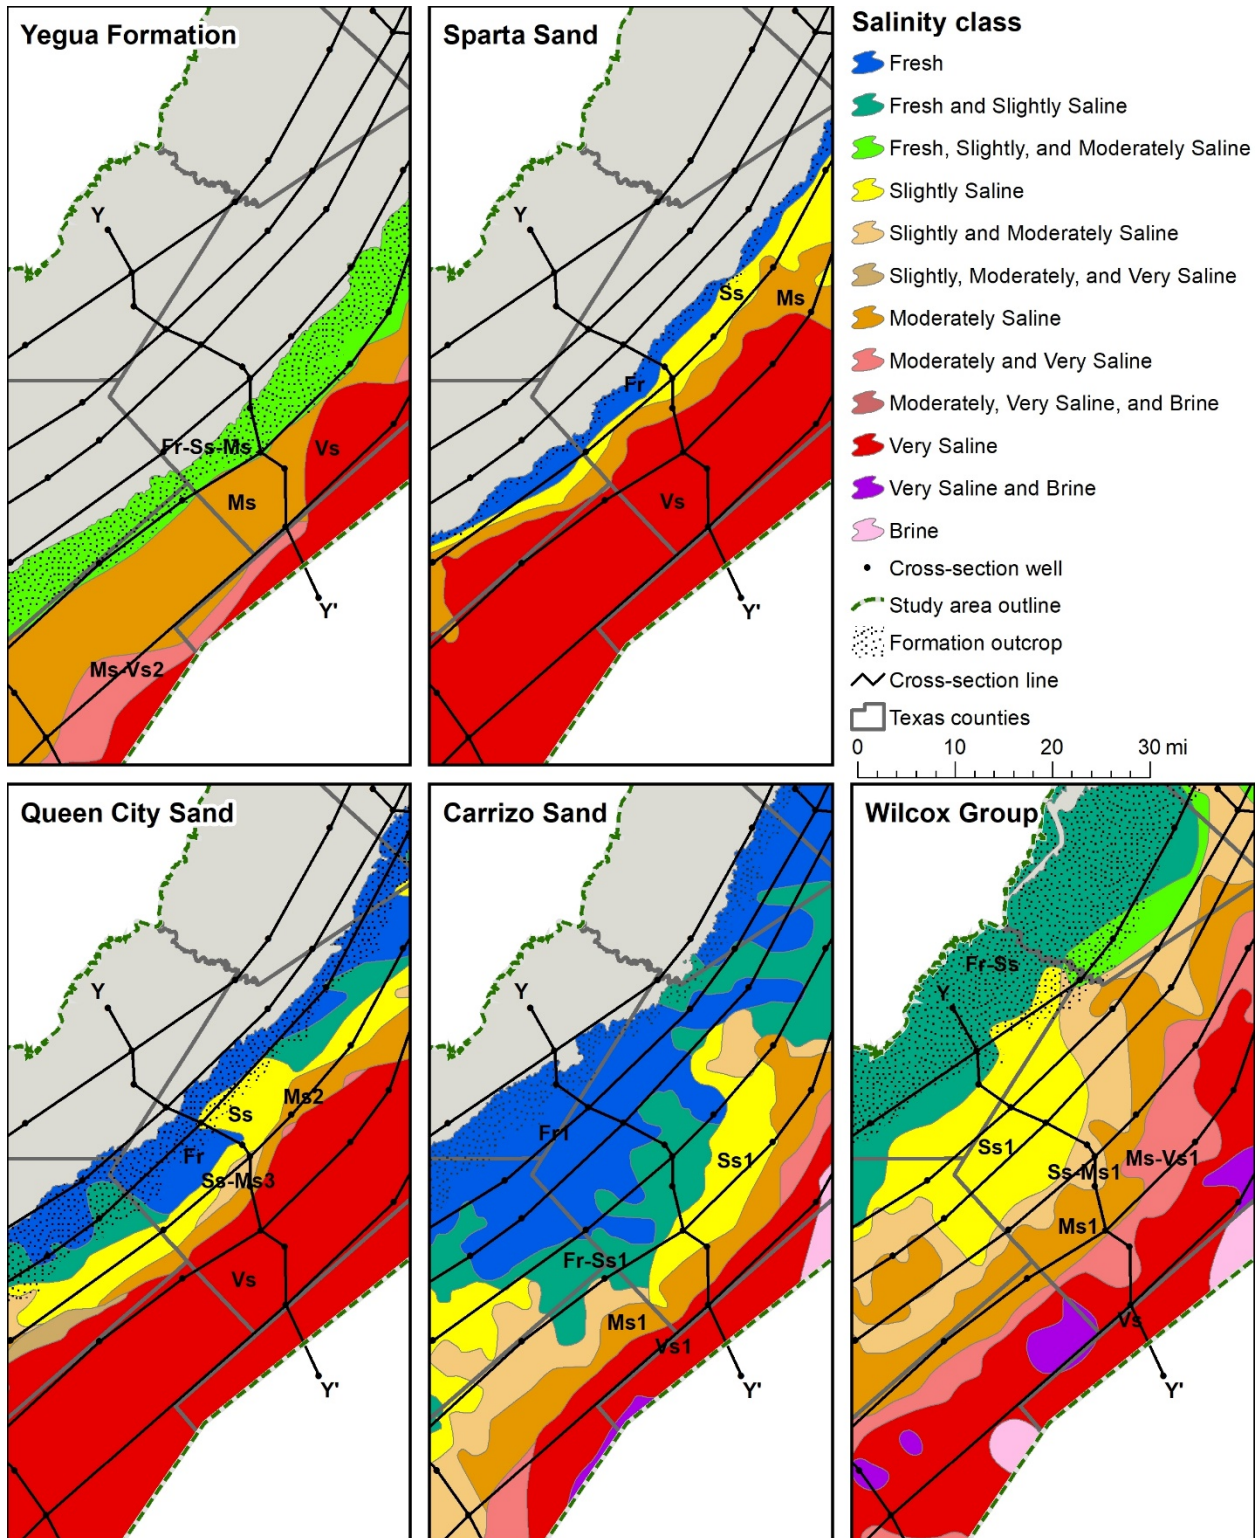 Yegua Formation
Y
Fr-Ss-Ms
Vs
Ms
Y'
Ms-Vs2
Sparta Sand
Y
Ss
Ms
Fr
Vs
Y'
Salinity class
Fresh
Fresh and Slightly Saline
Fresh, Slightly, and Moderately Saline
Slightly Saline
Slightly and Moderately Saline
Slightly, Moderately, and Very Saline
Moderately Saline
Moderately and Very Saline
Moderately, Very Saline, and Brine
Very Saline
Very Saline and Brine
Brine
Cross-section well
Study area outline
Formation outcrop
Cross-section line
Texas counties
0 10 20 30 mi
Queen City Sand
Y
Ms2
Ss
Fr
Ss-Ms3
Vs
Y'
Carrizo Sand
Y
Fr1
Ss1
Fr-Ss1
Ms1
Vs1
Y'
Wilcox Group
Fr-Ss
Y
Ss1
Ms-Vs1
Ss-Ms1
Ms1
Vs
Y'